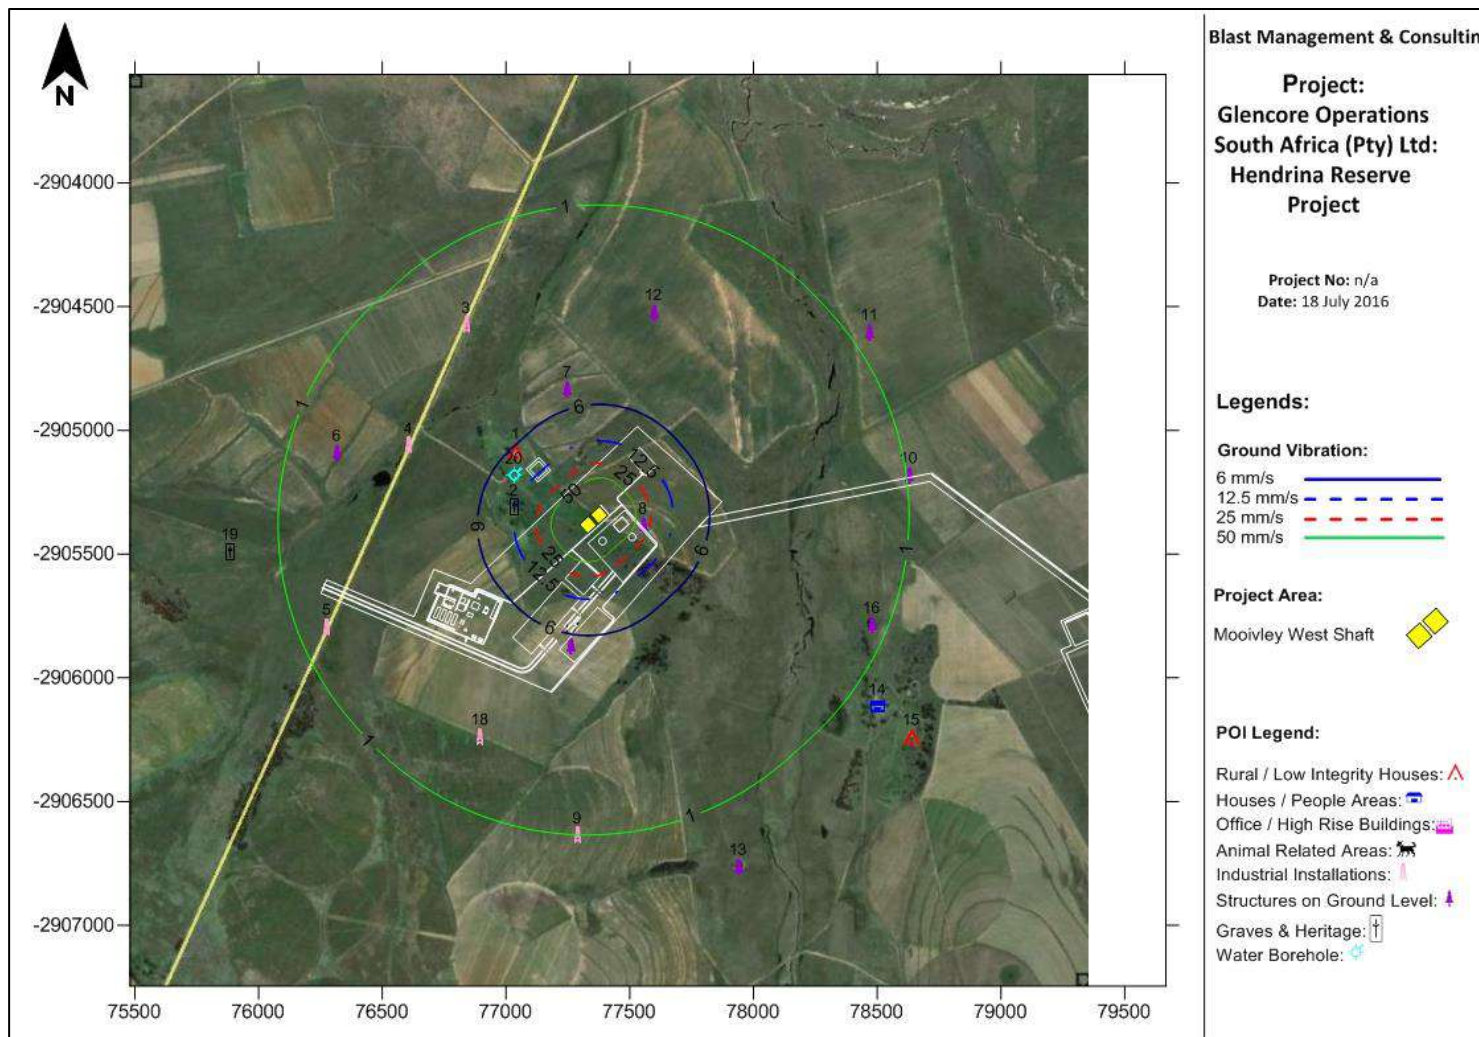 Blast Management & Consultin
Project:
Glencore Operations
South Africa (Pty) Ltd:
Hendrina Reserve
Project
Project No: n/a
Date: 18 July 2016
Legends:
Ground Vibration:
6 mm/s
12.5 mm/s
25 mm/s
50 mm/s
Project Area:
Mooivley West Shaft
POI Legend:
Rural / Low Integrity Houses:
Houses / People Areas:
Office / High Rise Buildings:
Animal Related Areas:
Industrial Installations:
Structures on Ground Level:
Graves & Heritage:
Water Borehole:
N
-2904000
-2904500
-2905000
-2905500
-2906000
-2906500
-2907000
75500 76000 76500 77000 77500 78000 78500 79000 79500
1
12
3
11
7
1
6
6
4
1
20
2
12.5
25
50
10
8
19
6
6
1
25
12.5
5
6
16
14
15
18
1
9
1
13